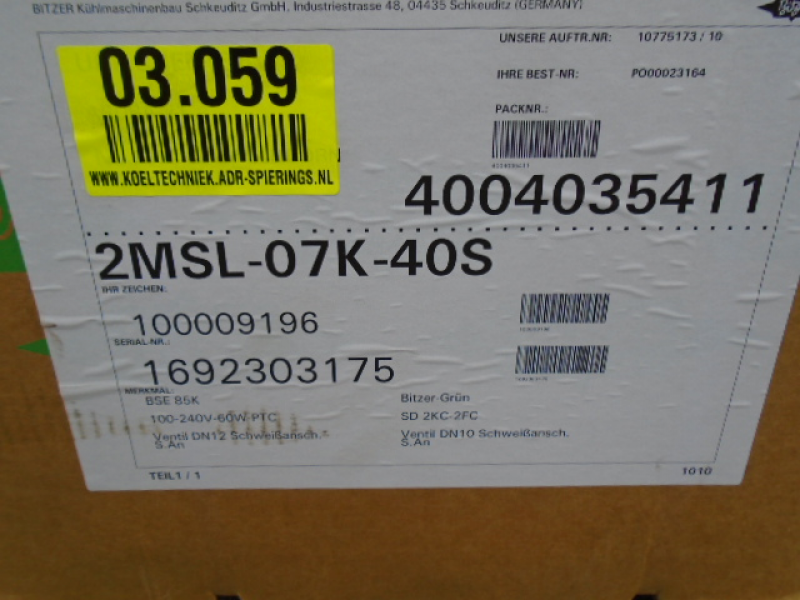 BITZER Kühlmaschinenbau Schkeuditz GmbH, Industriestrasse 48, 04435 Schkeuditz (GERMANY)
03.059
WWW.KOELTECHNIEK.ADR-SPIERINGS.NL
UNSERE AUFTR.NR: 10775173 / 10
IHRE BEST-NR: PO00023164
PACKNR.:
4004035411
2MSL-07K-40S
IHR ZEICHEN:
100009196
SERIAL-NR.:
1692303175
MERKMAL:
BSE 85K Bitzer-Grün
100-240V-60W-PTC SD 2KC-2FC
Ventil DN12 Schweißansch. Ventil DN10 Schweißansch.
S.An S.An
TEIL1 / 1 1010